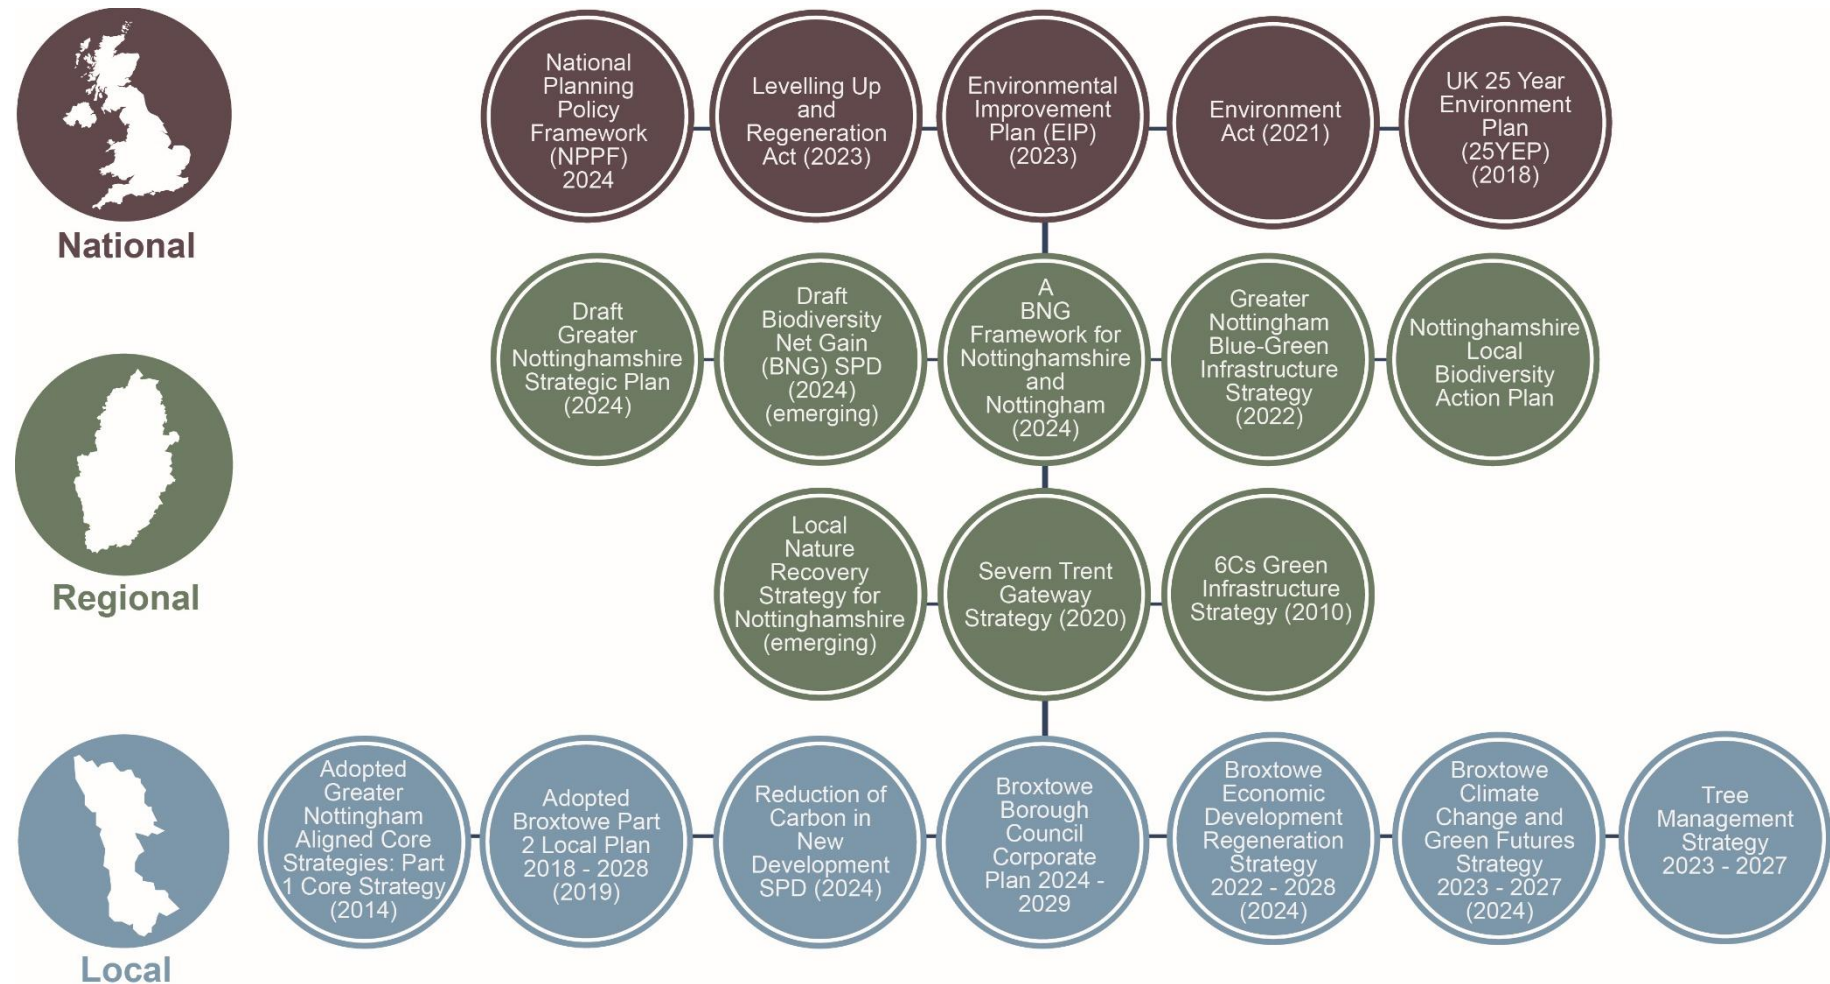 National
Planning
Policy
Framework
(NPPF)
2024
Levelling Up
and
Regeneration
Act (2023)
Environmental
Improvement
Plan (EIP)
(2023)
Environment
Act (2021)
UK 25 Year
Environment
Plan
(25YEP)
(2018)
National
Draft
Greater
Nottinghamshire
Strategic Plan
(2024)
Draft
Biodiversity
Net Gain
(BNG) SPD
(2024)
(emerging)
A
BNG
Framework for
Nottinghamshire
and
Nottingham
(2024)
Greater
Nottingham
Blue-Green
Infrastructure
Strategy
(2022)
Nottinghamshire
Local
Biodiversity
Action Plan
Regional
Local
Nature
Recovery
Strategy for
Nottinghamshire
(emerging)
Severn Trent
Gateway
Strategy (2020)
6Cs Green
Infrastructure
Strategy (2010)
Adopted
Greater
Nottingham
Aligned Core
Strategies: Part
1 Core Strategy
(2014)
Adopted
Broxtowe Part
2 Local Plan
2018 - 2028
(2019)
Reduction of
Carbon in
New
Development
SPD (2024)
Broxtowe
Borough
Council
Corporate
Plan 2024 -
2029
Broxtowe
Economic
Development
Regeneration
Strategy
2022 - 2028
(2024)
Broxtowe
Climate
Change and
Green Futures
Strategy
2023 - 2027
(2024)
Tree
Management
Strategy
2023 - 2027
Local